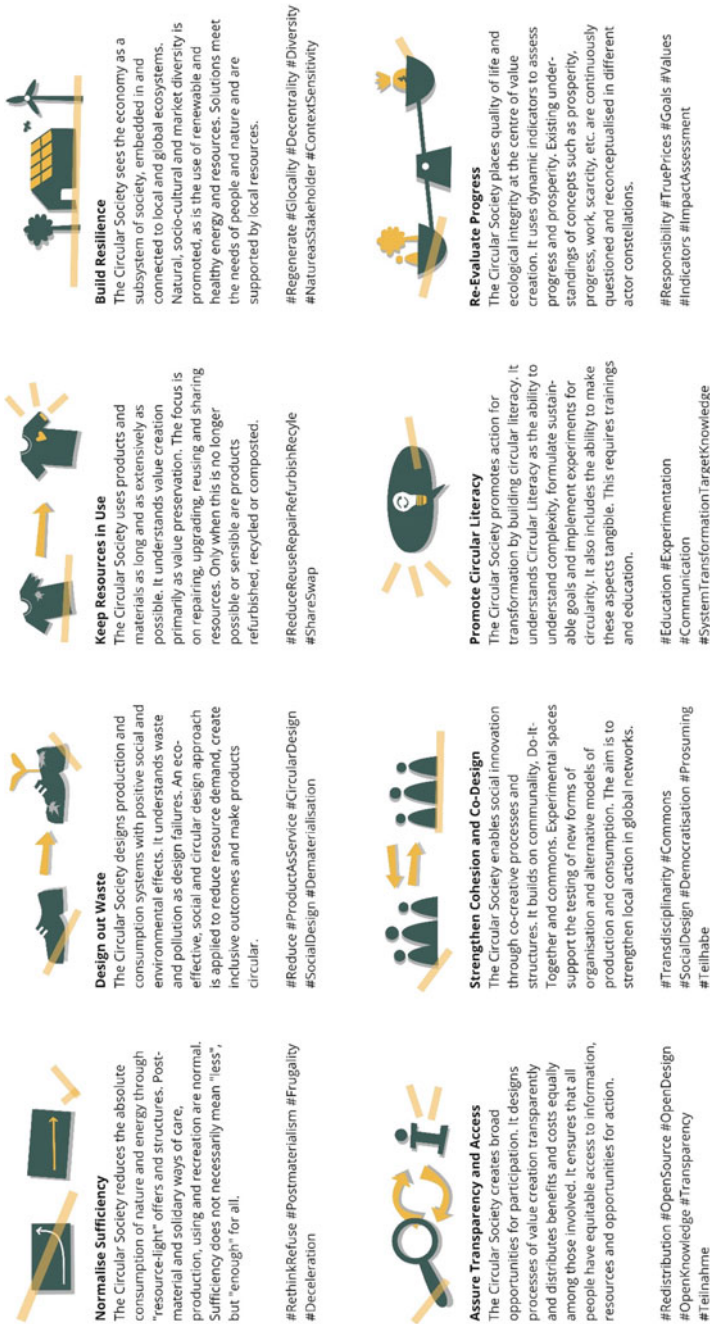 Normalise Sufficiency
The Circular Society reduces the absolute
consumption of nature and energy through
"resource-light" offers and structures. Post-
material and solidary ways of care,
production, using and recreation are normal.
Sufficiency does not necessarily mean "less",
but "enough" for all.
#RethinkRefuse #Postmaterialism #Frugality
#Deceleration
Design out Waste
The Circular Society designs production and
consumption systems with positive social and
environmental effects. It understands waste
and pollution as design failures. An eco-
effective, social and circular design approach
is applied to reduce resource demand, create
inclusive outcomes and make products
circular.
#Reduce #ProductAsService #CircularDesign
#SocialDesign #Dematerialisation
Keep Resources in Use
The Circular Society uses products and
materials as long and as extensively as
possible. It understands value creation
primarily as value preservation. The focus is
on repairing, upgrading, reusing and sharing
resources. Only when this is no longer
possible or sensible are products
refurbished, recycled or composted.
#ReduceReuseRepairRefurbishRecyle
#ShareSwap
Build Resilience
The Circular Society sees the economy as a
subsystem of society, embedded in and
connected to local and global ecosystems.
Natural, socio-cultural and market diversity is
promoted, as is the use of renewable and
healthy energy and resources. Solutions meet
the needs of people and nature and are
supported by local resources.
#Regenerate #Glocality #Decentrality #Diversity
#NatureasStakeholder #ContextSensitivity
Assure Transparency and Access
The Circular Society creates broad
opportunities for participation. It designs
processes of value creation transparently
and distributes benefits and costs equally
among those involved. It ensures that all
people have equitable access to information,
resources and opportunities for action.
#Redistribution #OpenSource #OpenDesign
#OpenKnowledge #Transparency
#Teilnahme
Strengthen Cohesion and Co-Design
The Circular Society enables social innovation
through co-creative processes and
structures. It builds on communality, Do-It-
Together and commons. Experimental spaces
support the testing of new forms of
organisation and alternative models of
production and consumption. The aim is to
strengthen local action in global networks.
#Transdisciplinarity #Commons
#SocialDesign #Democratisation #Prosuming
#Teilhabe
Promote Circular Literacy
The Circular Society promotes action for
transformation by building circular literacy. It
understands Circular Literacy as the ability to
understand complexity, formulate sustain-
able goals and implement experiments for
circularity. It also includes the ability to make
these aspects tangible. This requires trainings
and education.
#Education #Experimentation
#Communication
#SystemTransformationTargetKnowledge
Re-Evaluate Progress
The Circular Society places quality of life and
ecological integrity at the centre of value
creation. It uses dynamic indicators to assess
progress and prosperity. Existing under-
standings of concepts such as prosperity,
progress, work, scarcity, etc. are continuously
questioned and reconceptualised in different
actor constellations.
#Responsibility #TruePrices #Goals #Values
#Indicators #ImpactAssessment